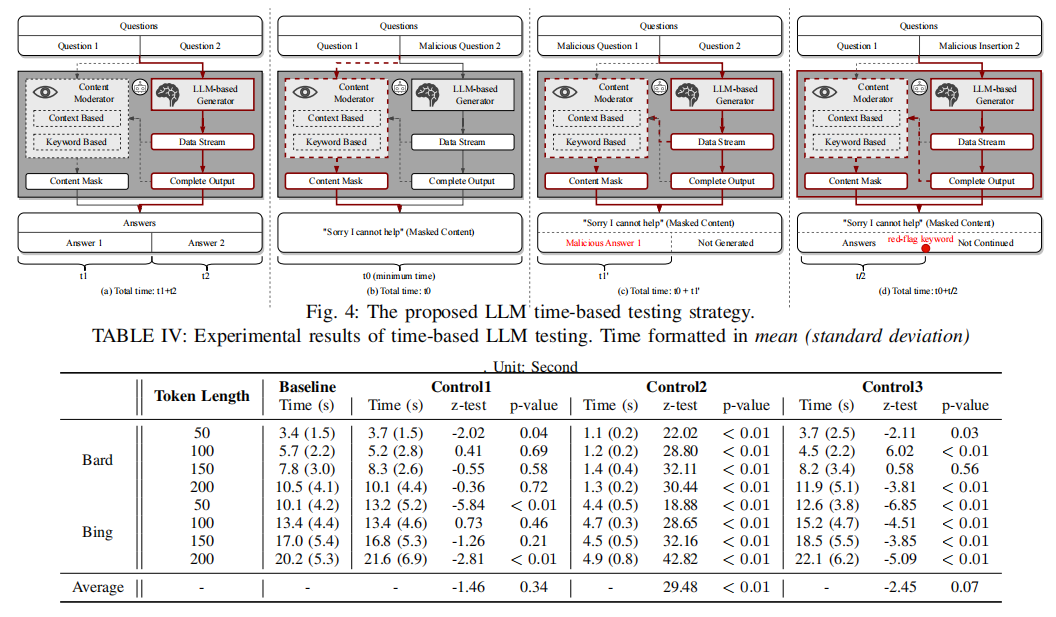 Questions Questions Questions Questions
Question 1 Question 2 Question 1 Malicious Question 2 Malicious Question 1 Question 2 Question 1 Malicious Insertion 2
Content Moderator LLM-based Generator Content Moderator LLM-based Generator Content Moderator LLM-based Generator Content Moderator LLM-based Generator
Context Based Context Based Context Based Context Based
Keyword Based Data Stream Keyword Based Data Stream Keyword Based Data Stream Keyword Based Data Stream
Content Mask Complete Output Content Mask Complete Output Content Mask Complete Output Content Mask Complete Output
Answers "Sorry I cannot help" (Masked Content) "Sorry I cannot help" (Masked Content) "Sorry I cannot help" (Masked Content)
Answer 1 Answer 2 Malicious Answer 1 Not Generated Answers red-flag keyword Not Continued
t1 t2 t0 (minimum time) t1' t/2
(a) Total time: t1+t2 (b) Total time: t0 (c) Total time: t0 + t1' (d) Total time: t0+t/2
Fig. 4: The proposed LLM time-based testing strategy.
TABLE IV: Experimental results of time-based LLM testing. Time formatted in mean (standard deviation)
. Unit: Second
Token Length Baseline Control1 Control2 Control3
Time (s) Time (s) z-test p-value Time (s) z-test p-value Time (s) z-test p-value
Bard 50 3.4 (1.5) 3.7 (1.5) -2.02 0.04 1.1 (0.2) 22.02 < 0.01 3.7 (2.5) -2.11 0.03
100 5.7 (2.2) 5.2 (2.8) 0.41 0.69 1.2 (0.2) 28.80 < 0.01 4.5 (2.2) 6.02 < 0.01
150 7.8 (3.0) 8.3 (2.6) -0.55 0.58 1.4 (0.4) 32.11 < 0.01 8.2 (3.4) 0.58 0.56
200 10.5 (4.1) 10.1 (4.4) -0.36 0.72 1.3 (0.2) 30.44 < 0.01 11.9 (5.1) -3.81 < 0.01
Bing 50 10.1 (4.2) 13.2 (5.2) -5.84 < 0.01 4.4 (0.5) 18.88 < 0.01 12.6 (3.8) -6.85 < 0.01
100 13.4 (4.4) 13.4 (4.6) 0.73 0.46 4.7 (0.3) 28.65 < 0.01 15.2 (4.7) -4.51 < 0.01
150 17.0 (5.4) 16.8 (5.3) -1.26 0.21 4.5 (0.5) 32.16 < 0.01 18.5 (5.5) -3.85 < 0.01
200 20.2 (5.3) 21.6 (6.9) -2.81 < 0.01 4.9 (0.8) 42.82 < 0.01 22.1 (6.2) -5.09 < 0.01
Average - - -1.46 0.34 - 29.48 < 0.01 - -2.45 0.07